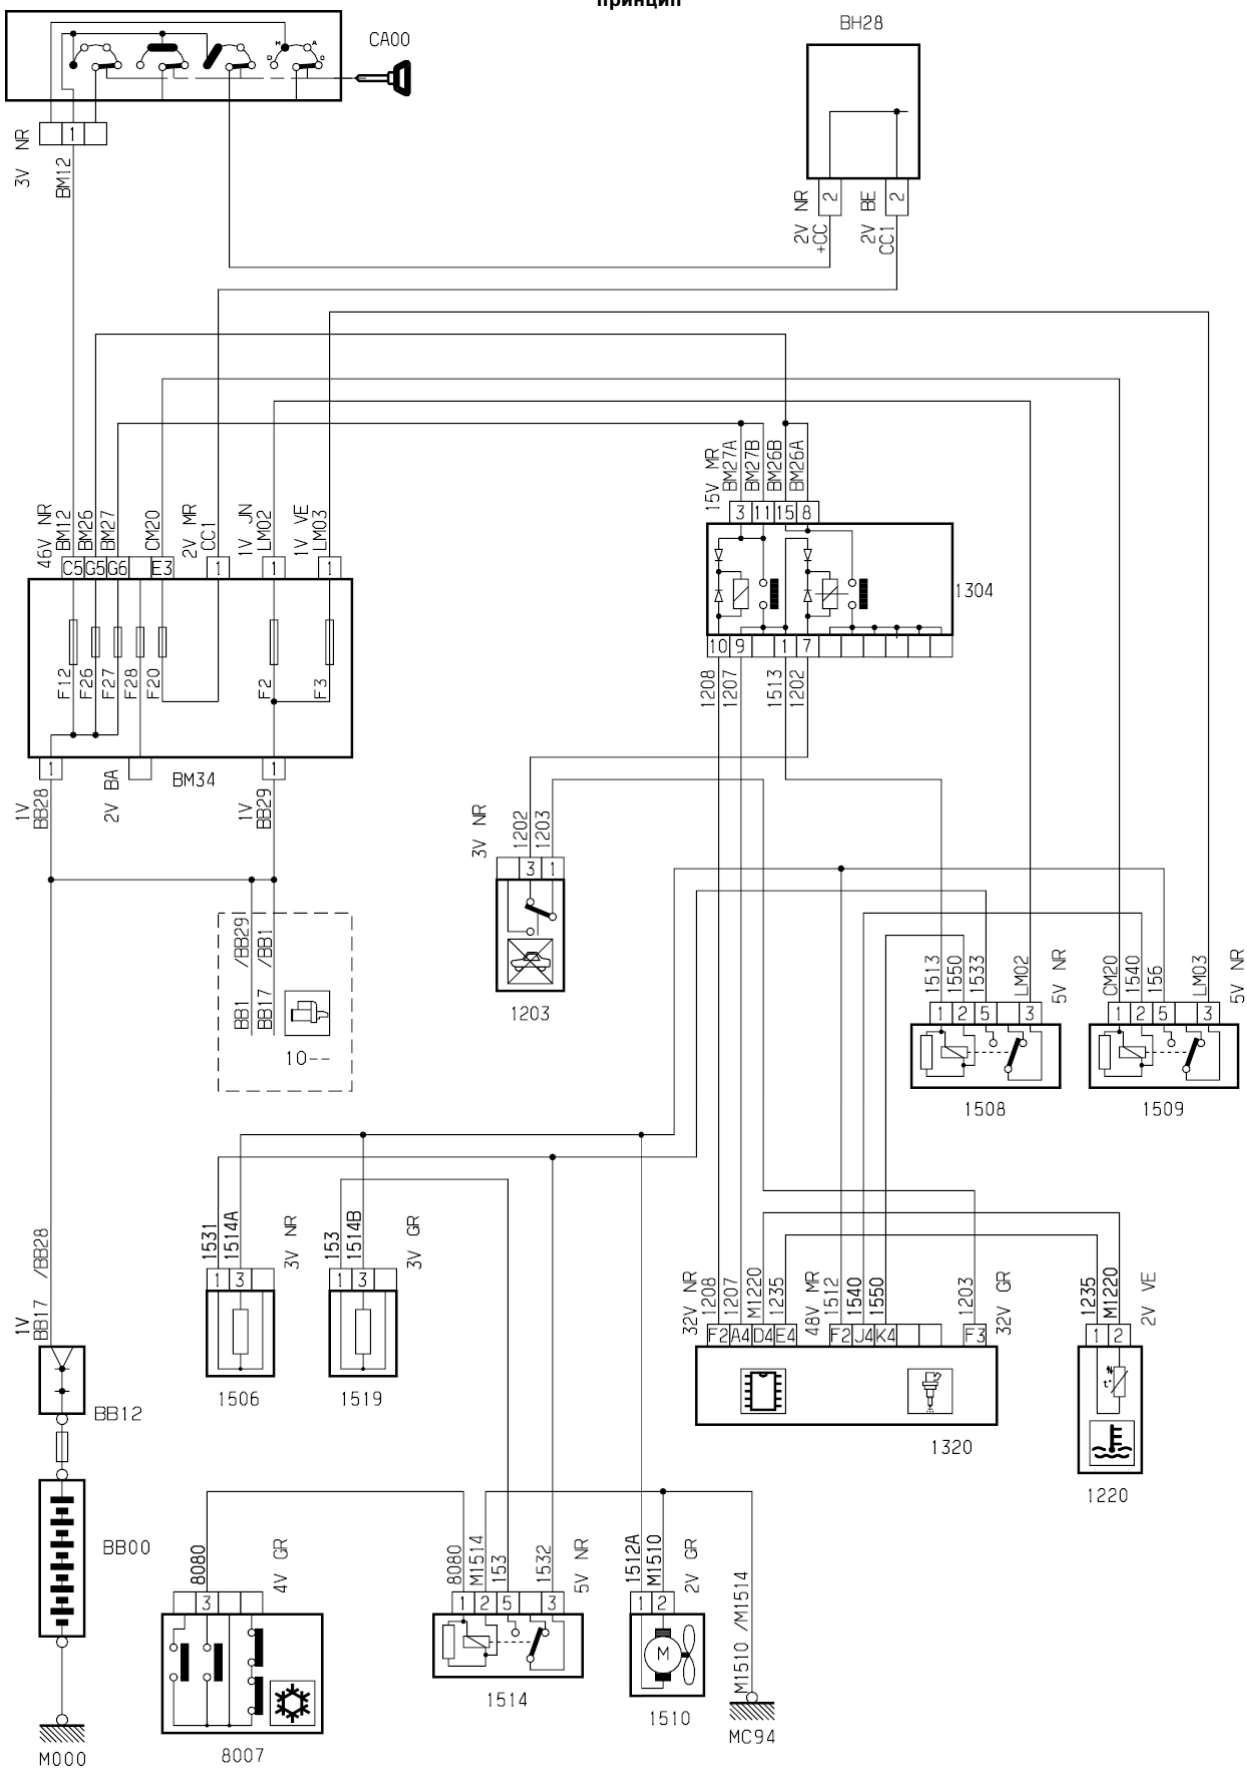 принцип
CA00
BH28
M
A
D
3V NR
1
BM12
2V NR
+CC
2
2V BE
CC1
2
46V NR
BM12
BM26
BM27
CM20
2V MR
CC1
1V JN
LM02
1V VE
LM03
C5
G5
G6
E3
1
1
1
15V MR
BM27A
BM27B
BM26B
BM26A
3
11
15
8
1304
F12
F26
F27
F28
F20
F2
F3
10
9
1
7
1208
1207
1513
1202
1
1
1V
BB28
2V BA
BM34
1V
BB29
3V NR
1202
1203
3
1
1203
BB1 /BB29
BB17 /BB1
10--
1513
1550
1533
LM02
5V NR
1
2
5
3
1508
CM20
1540
156
LM03
5V NR
1
2
5
3
1509
1V
BB17 /BB28
1531
1514A
3V NR
1
3
1506
153
1514B
3V GR
1
3
1519
32V NR
1208
1207
M1220
1235
48V MR
1512
1540
1550
1203
32V GR
F2
A4
D4
E4
F2
J4
K4
F3
1320
1235
M1220
2V VE
1
2
t°
1220
BB12
BB00
M000
8080
4V GR
3
8007
8080
M1514
153
1532
5V NR
1
2
5
3
1514
1512A
M1510
2V GR
1
2
M
1510
M1510 /M1514
MC94